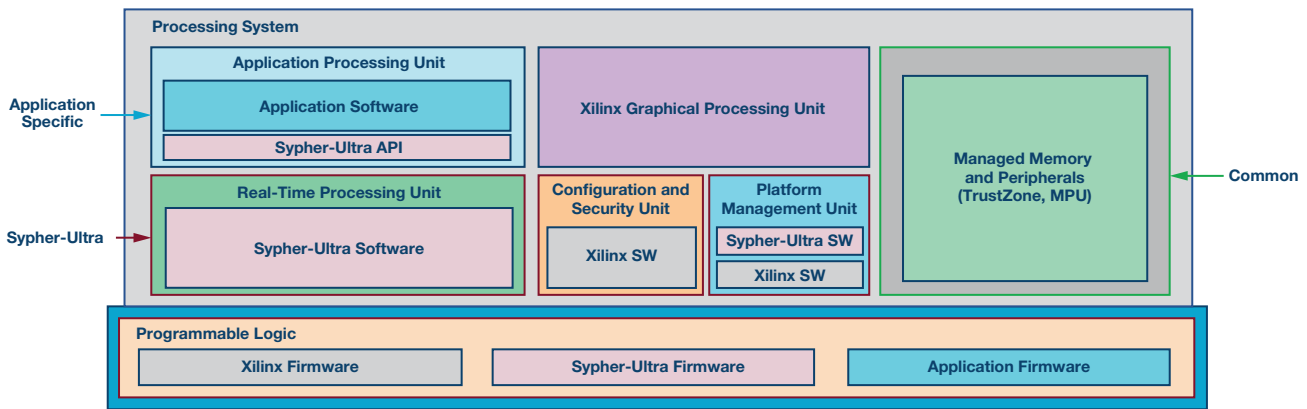 Processing System
Application Processing Unit
Application Software
Sypher-Ultra API
Xilinx Graphical Processing Unit
Managed Memory
and Peripherals
(TrustZone, MPU)
Application
Specific
Common
Real-Time Processing Unit
Sypher-Ultra Software
Sypher-Ultra
Configuration and
Security Unit
Xilinx SW
Platform
Management Unit
Sypher-Ultra SW
Xilinx SW
Programmable Logic
Xilinx Firmware
Sypher-Ultra Firmware
Application Firmware